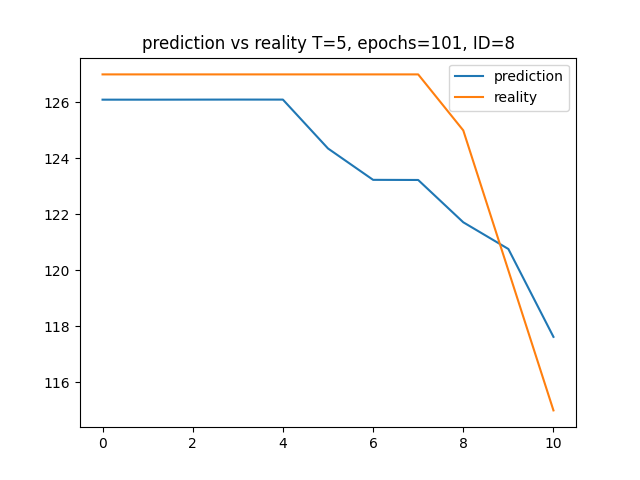 prediction vs reality T=5, epochs=101, ID=8
prediction
reality
126
124
122
120
118
116
0 2 4 6 8 10